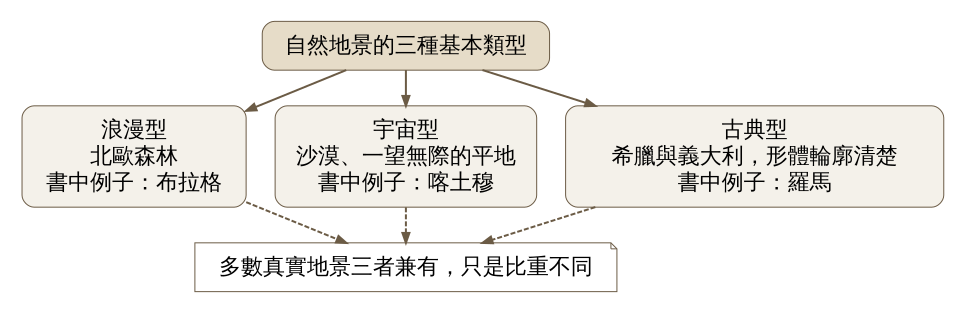 自然地景的三種基本類型
浪漫型
北歐森林
書中例子：布拉格
宇宙型
沙漠、一望無際的平地
書中例子：喀土穆
古典型
希臘與義大利，形體輪廓清楚
書中例子：羅馬
多數真實地景三者兼有，只是比重不同